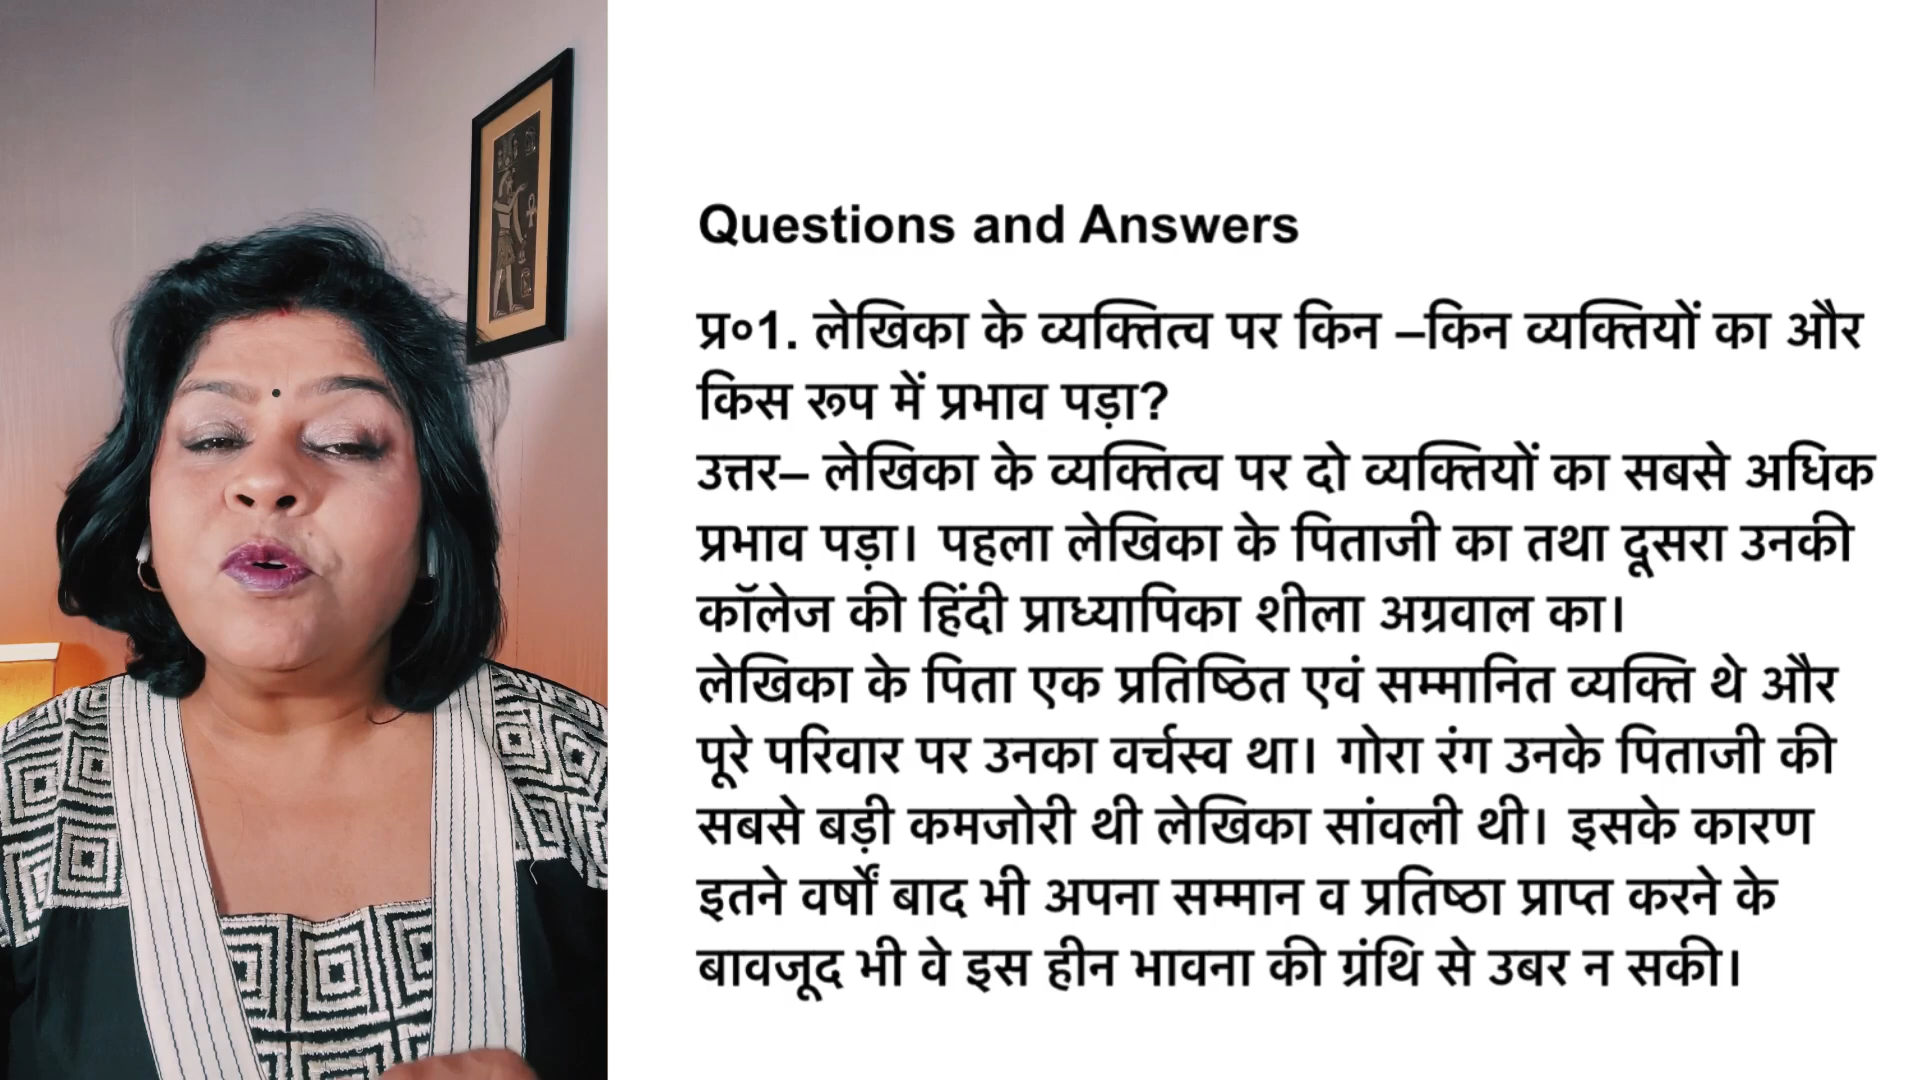 Questions and Answers
प्र०1. लेखिका के व्यक्तित्व पर किन –किन व्यक्तियों का और
किस रूप में प्रभाव पड़ा?
उत्तर– लेखिका के व्यक्तित्व पर दो व्यक्तियों का सबसे अधिक
प्रभाव पड़ा। पहला लेखिका के पिताजी का तथा दूसरा उनकी
कॉलेज की हिंदी प्राध्यापिका शीला अग्रवाल का।
लेखिका के पिता एक प्रतिष्ठित एवं सम्मानित व्यक्ति थे और
पूरे परिवार पर उनका वर्चस्व था। गोरा रंग उनके पिताजी की
सबसे बड़ी कमजोरी थी लेखिका सांवली थी। इसके कारण
इतने वर्षों बाद भी अपना सम्मान व प्रतिष्ठा प्राप्त करने के
बावजूद भी वे इस हीन भावना की ग्रंथि से उबर न सकी।